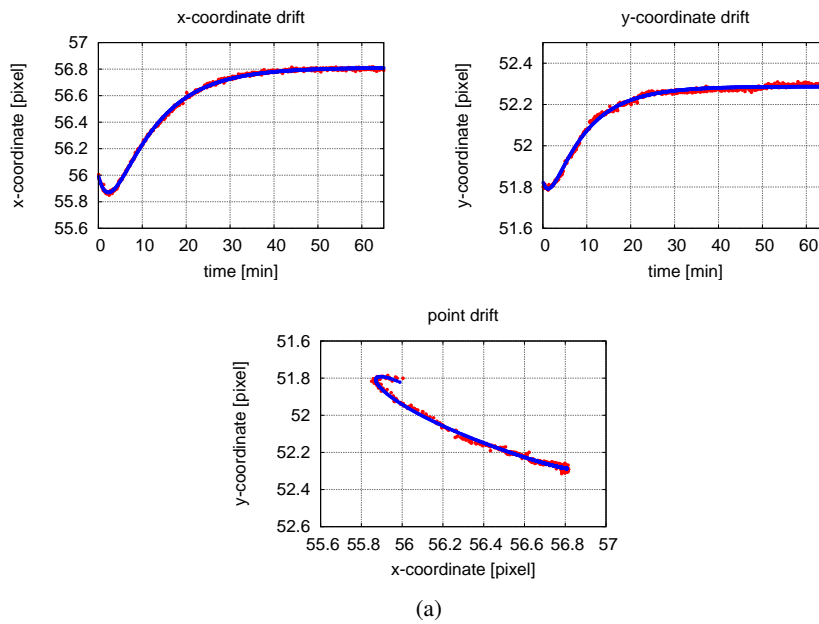 x-coordinate drift
57
56.8
56.6
56.4
56.2
56
55.8
55.6
x-coordinate [pixel]
0 10 20 30 40 50 60
time [min]
y-coordinate drift
52.4
52.2
52
51.8
51.6
y-coordinate [pixel]
0 10 20 30 40 50 60
time [min]
point drift
51.6
51.8
52
52.2
52.4
52.6
y-coordinate [pixel]
55.6 55.8 56 56.2 56.4 56.6 56.8 57
x-coordinate [pixel]
(a)